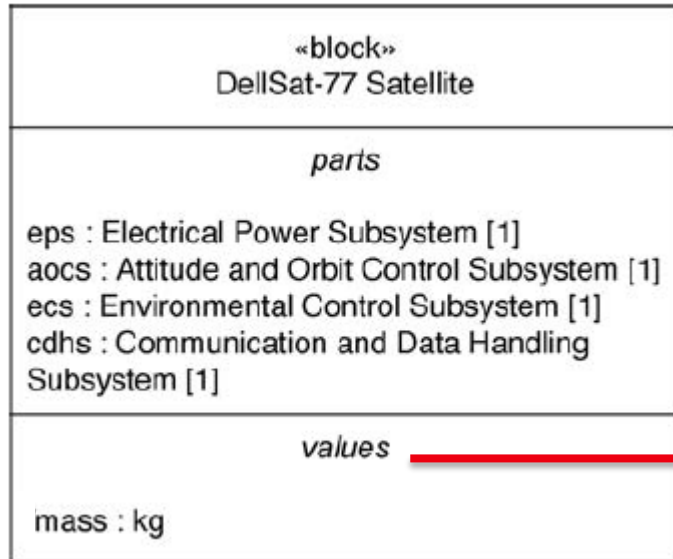 «block»
DellSat-77 Satellite
parts
eps : Electrical Power Subsystem [1]
aocs : Attitude and Orbit Control Subsystem [1]
ecs : Environmental Control Subsystem [1]
cdhs : Communication and Data Handling
Subsystem [1]
values
mass : kg